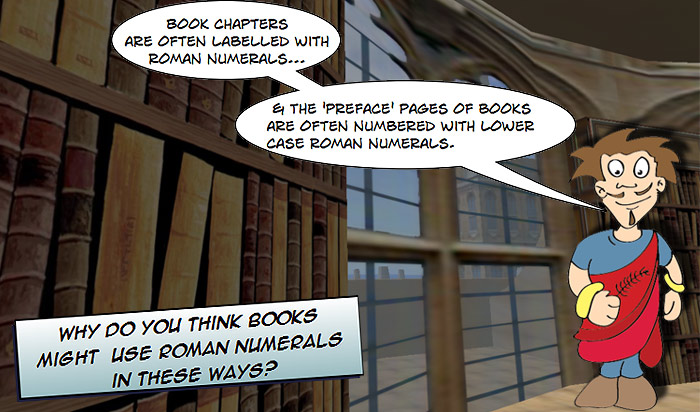 BOOK CHAPTERS
ARE OFTEN LABELLED WITH
ROMAN NUMERALS...
& THE 'PREFACE' PAGES OF BOOKS
ARE OFTEN NUMBERED WITH LOWER
CASE ROMAN NUMERALS.
WHY DO YOU THINK BOOKS
MIGHT USE ROMAN NUMERALS
IN THESE WAYS?